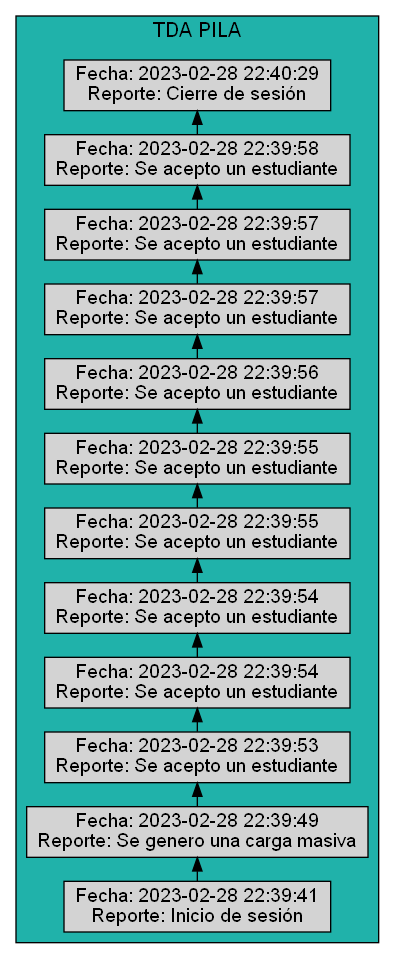 TDA PILA
Fecha: 2023-02-28 22:40:29
Reporte: Cierre de sesión
Fecha: 2023-02-28 22:39:58
Reporte: Se acepto un estudiante
Fecha: 2023-02-28 22:39:57
Reporte: Se acepto un estudiante
Fecha: 2023-02-28 22:39:57
Reporte: Se acepto un estudiante
Fecha: 2023-02-28 22:39:56
Reporte: Se acepto un estudiante
Fecha: 2023-02-28 22:39:55
Reporte: Se acepto un estudiante
Fecha: 2023-02-28 22:39:55
Reporte: Se acepto un estudiante
Fecha: 2023-02-28 22:39:54
Reporte: Se acepto un estudiante
Fecha: 2023-02-28 22:39:54
Reporte: Se acepto un estudiante
Fecha: 2023-02-28 22:39:53
Reporte: Se acepto un estudiante
Fecha: 2023-02-28 22:39:49
Reporte: Se genero una carga masiva
Fecha: 2023-02-28 22:39:41
Reporte: Inicio de sesión